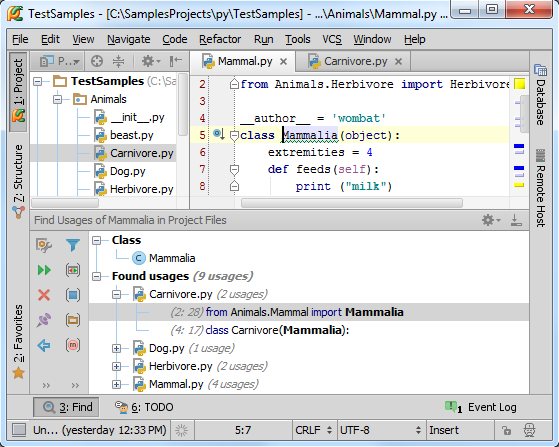 TestSamples - [C:\SamplesProjects\py\TestSamples] - ...\Animals\Mammal.py ...
File Edit View Navigate Code Refactor Run Tools VCS Window Help
1: Project
Z: Structure
2: Favorites
TestSamples (C:\Sa
Animals
__init__.py
beast.py
Carnivore.py
Dog.py
Herbivore.py
Mammal.py
Carnivore.py
2 from Animals.Herbivore import Herbivore
3
4 __author__ = 'wombat'
5 class Mammalia(object):
6 extremities = 4
7 def feeds(self):
8 print ("milk")
Database
Remote Host
Find Usages of Mammalia in Project Files
Class
Mammalia
Found usages (9 usages)
Carnivore.py (2 usages)
(2: 28) from Animals.Mammal import Mammalia
(4: 17) class Carnivore(Mammalia):
Dog.py (1 usage)
Herbivore.py (2 usages)
Mammal.py (4 usages)
3: Find
6: TODO
1 Event Log
Un... (yesterday 12:33 PM) 5:7 CRLF UTF-8 Insert